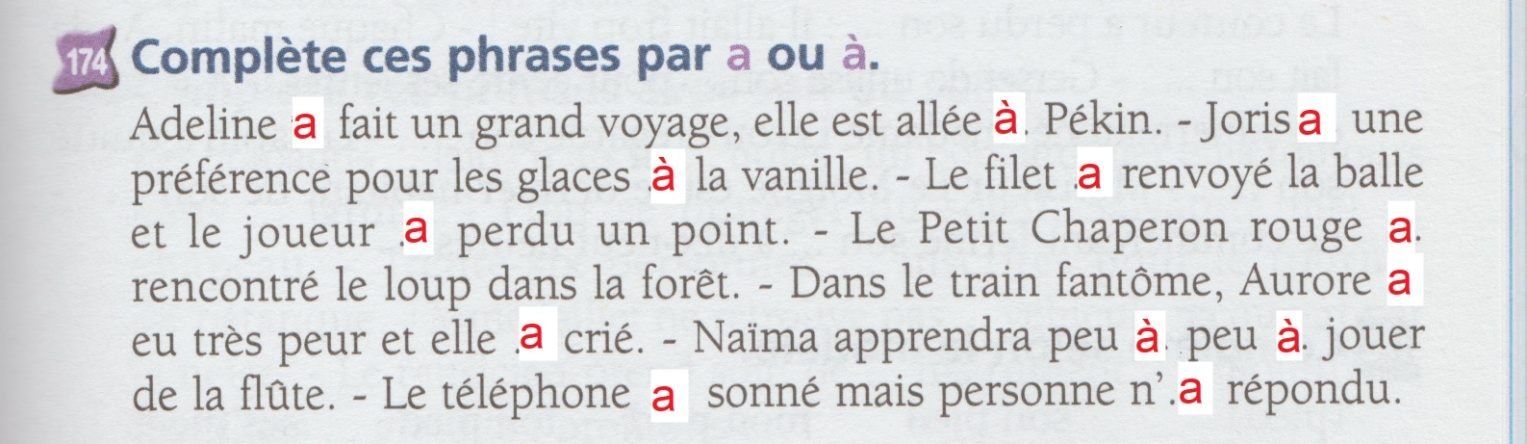 174 Complète ces phrases par a ou à.
Adeline a fait un grand voyage, elle est allée à. Pékin. - Joris a une
préférence pour les glaces .à la vanille. - Le filet .a renvoyé la balle
et le joueur .a perdu un point. - Le Petit Chaperon rouge a.
rencontré le loup dans la forêt. - Dans le train fantôme, Aurore a
eu très peur et elle .a crié. - Naïma apprendra peu à. peu à. jouer
de la flûte. - Le téléphone a sonné mais personne n'.a répondu.